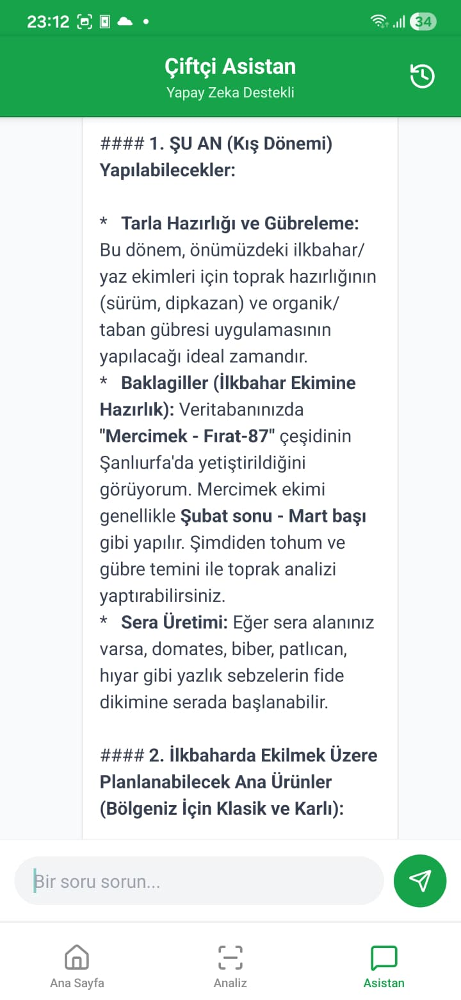 23:12
34
Çiftçi Asistan
Yapay Zeka Destekli
#### 1. ŞU AN (Kış Dönemi)
Yapılabilecekler:
* Tarla Hazırlığı ve Gübreleme:
Bu dönem, önümüzdeki ilkbahar/
yaz ekimleri için toprak hazırlığının
(sürüm, dipkazan) ve organik/
taban gübresi uygulamasının
yapılacağı ideal zamandır.
* Baklagiller (İlkbahar Ekimine
Hazırlık): Veritabanınızda
"Mercimek - Fırat-87" çeşidinin
Şanlıurfa'da yetiştirildiğini
görüyorum. Mercimek ekimi
genellikle Şubat sonu - Mart başı
gibi yapılır. Şimdiden tohum ve
gübre temini ile toprak analizi
yaptırabilirsiniz.
* Sera Üretimi: Eğer sera alanınız
varsa, domates, biber, patlıcan,
hıyar gibi yazlık sebzelerin fide
dikimine serada başlanabilir.
#### 2. İlkbaharda Ekilmek Üzere
Planlanabilecek Ana Ürünler
(Bölgeniz İçin Klasik ve Karlı):
Bir soru sorun...
Ana Sayfa
Analiz
Asistan